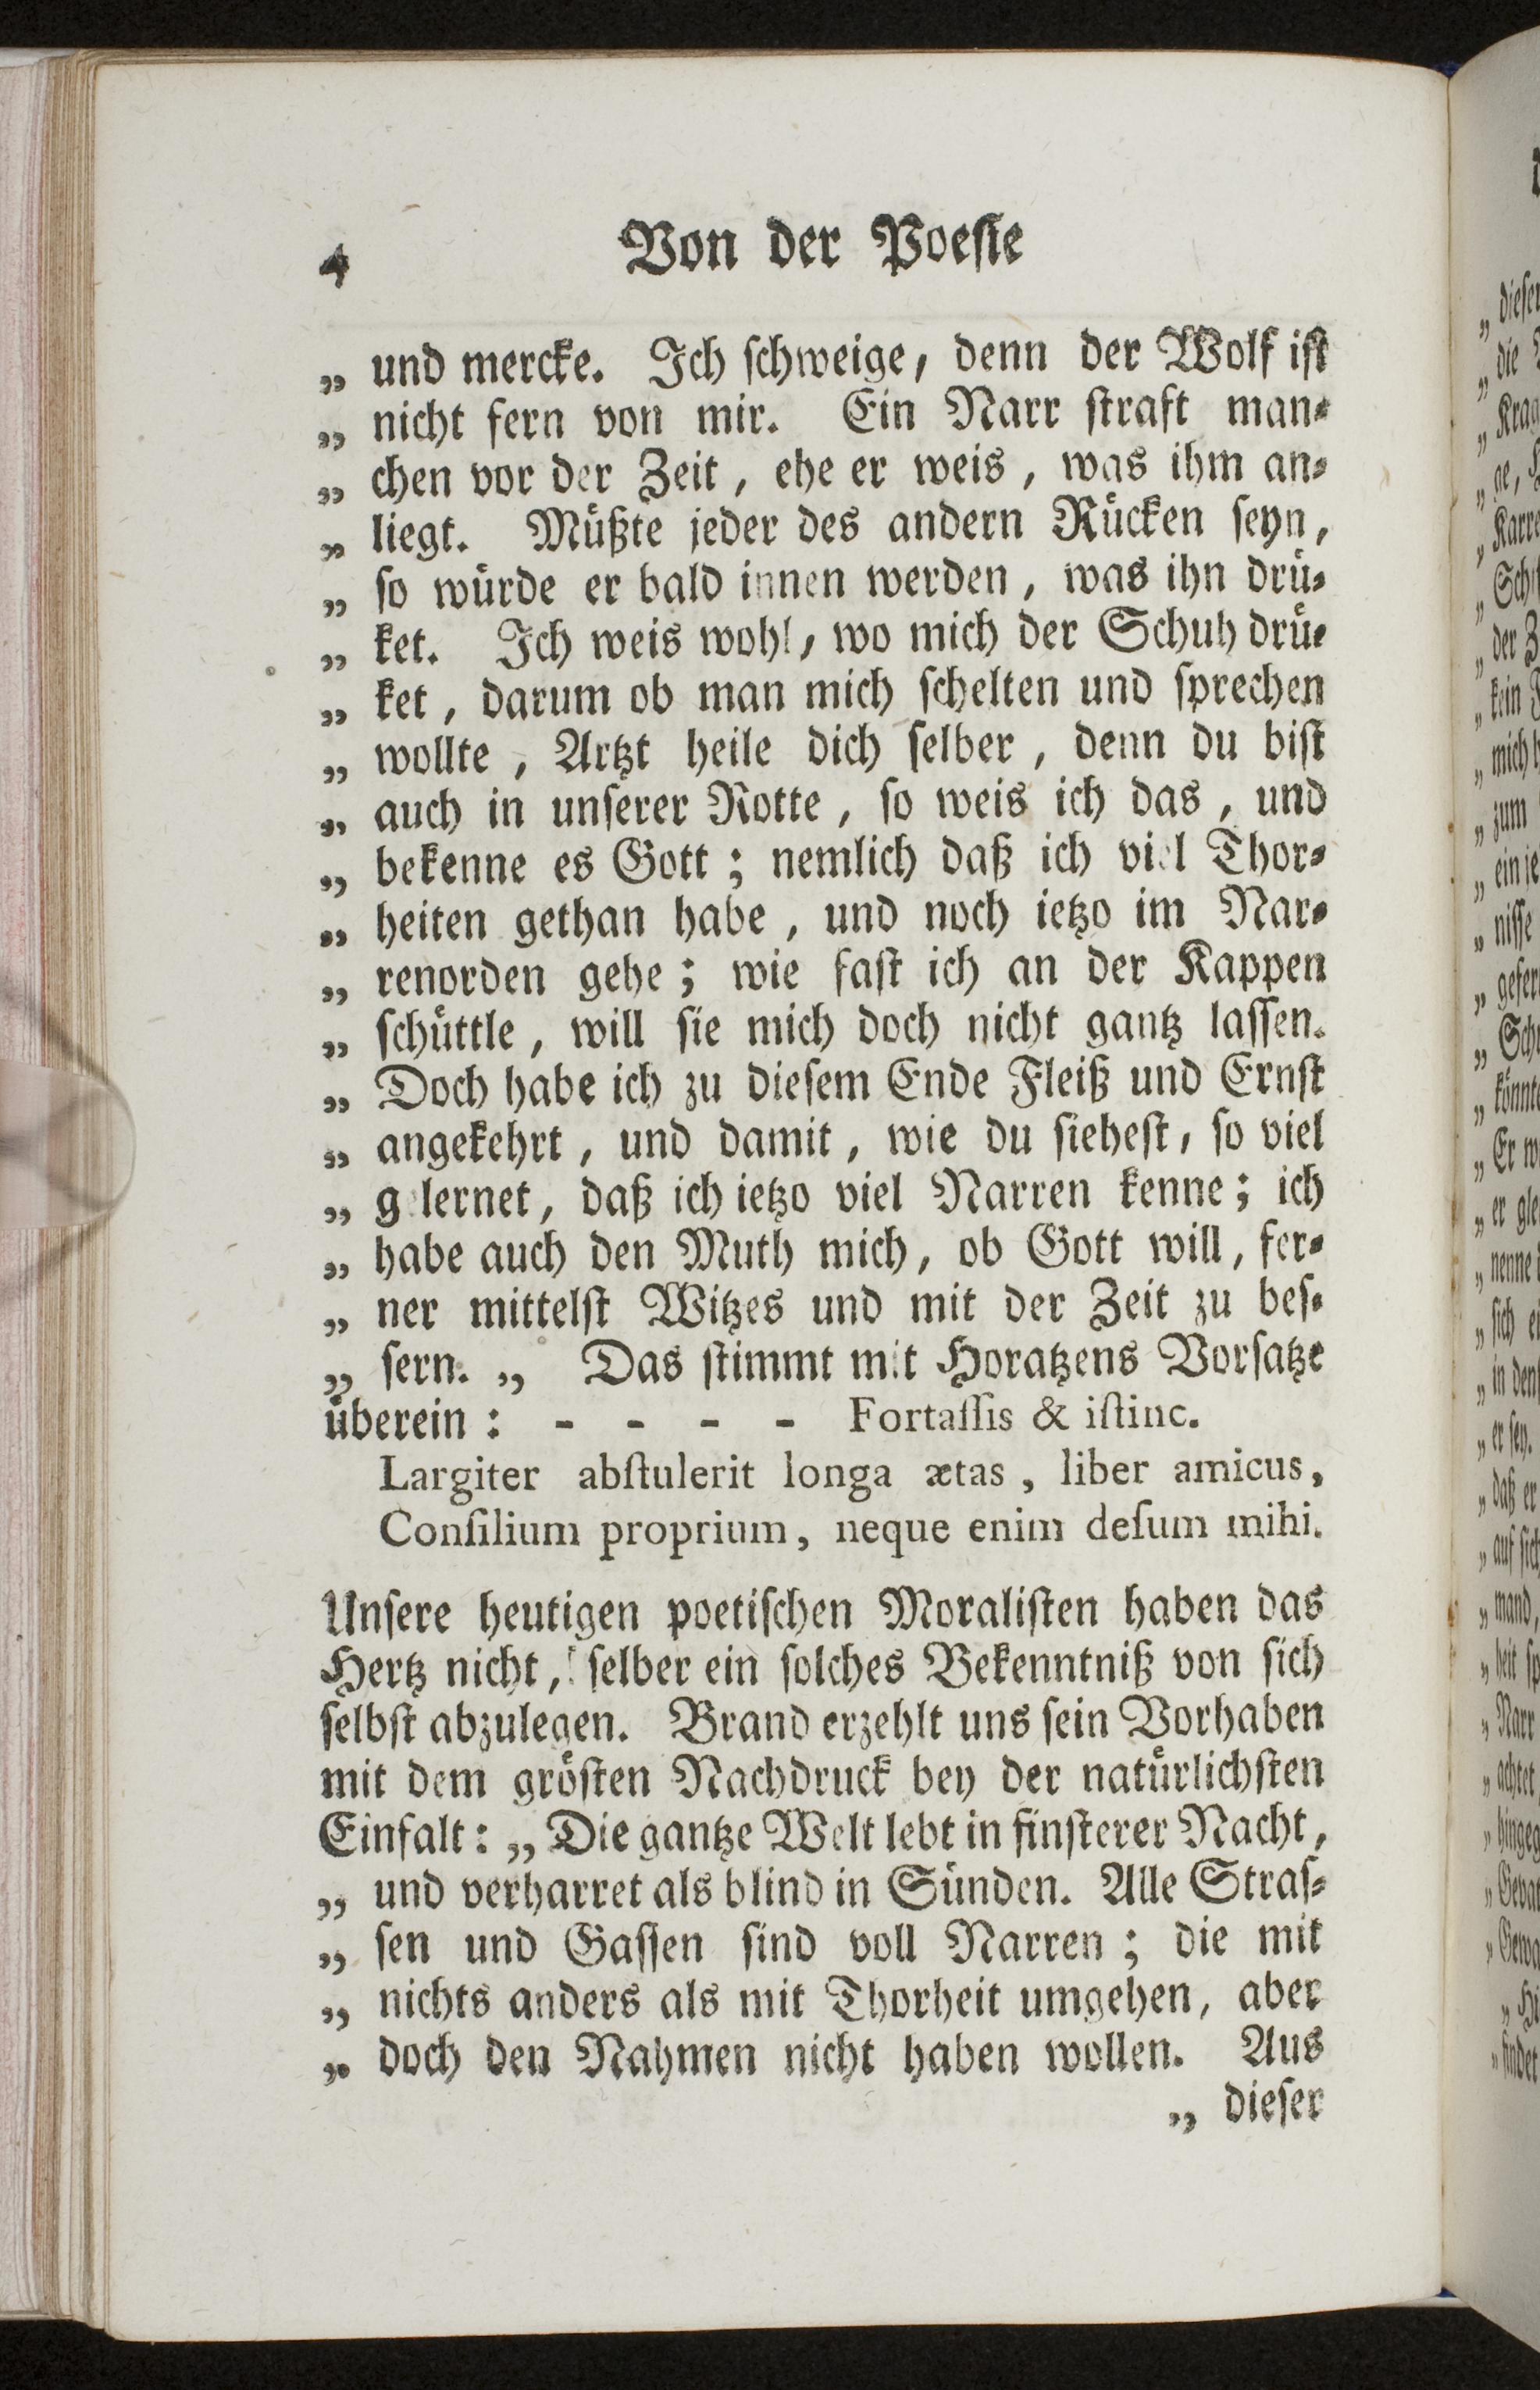 4 Von der Poeſie
„ und mercke. Ich ſchweige, denn der Wolf iſt
„ nicht fern von mir. Ein Narr ſtraft man⸗
„ chen vor der Zeit, ehe er weis, was ihm an⸗
„ liegt. Müßte jeder des andern Rücken ſeyn,
„ ſo würde er bald innen werden, was ihn drü⸗
„ ket. Ich weis wohl, wo mich der Schuh drü⸗
„ ket, darum ob man mich ſchelten und ſprechen
„ wollte, Artzt heile dich ſelber, denn du biſt
„ auch in unſerer Rotte, ſo weis ich das, und
„ bekenne es Gott; nemlich daß ich viel Thor⸗
„ heiten gethan habe, und noch ietzo im Nar⸗
„ renorden gehe; wie faſt ich an der Kappen
„ ſchüttle, will ſie mich doch nicht gantz laſſen.
„ Doch habe ich zu dieſem Ende Fleiß und Ernſt
„ angekehrt, und damit, wie du ſieheſt, ſo viel
„ g lernet, daß ich ietzo viel Narren kenne; ich
„ habe auch den Muth mich, ob Gott will, fer⸗
„ ner mittelſt Witzes und mit der Zeit zu beſ⸗
„ ſern. „ Das ſtimmt mit Horatzens Vorſatze
überein: - - - - Fortaſſis & iſtinc.
Largiter abſtulerit longa ætas, liber amicus,
Conſilium proprium, neque enim deſum mihi.
Unſere heutigen poetiſchen Moraliſten haben das
Hertz nicht, ſelber ein ſolches Bekenntniß von ſich
ſelbſt abzulegen. Brand erzehlt uns ſein Vorhaben
mit dem gröſten Nachdruck bey der natürlichſten
Einfalt: „ Die gantze Welt lebt in finſterer Nacht,
„ und verharret als blind in Sünden. Alle Straſ⸗
„ ſen und Gaſſen ſind voll Narren; die mit
„ nichts anders als mit Thorheit umgehen, aber
„ doch den Nahmen nicht haben wollen. Aus
„ dieſer